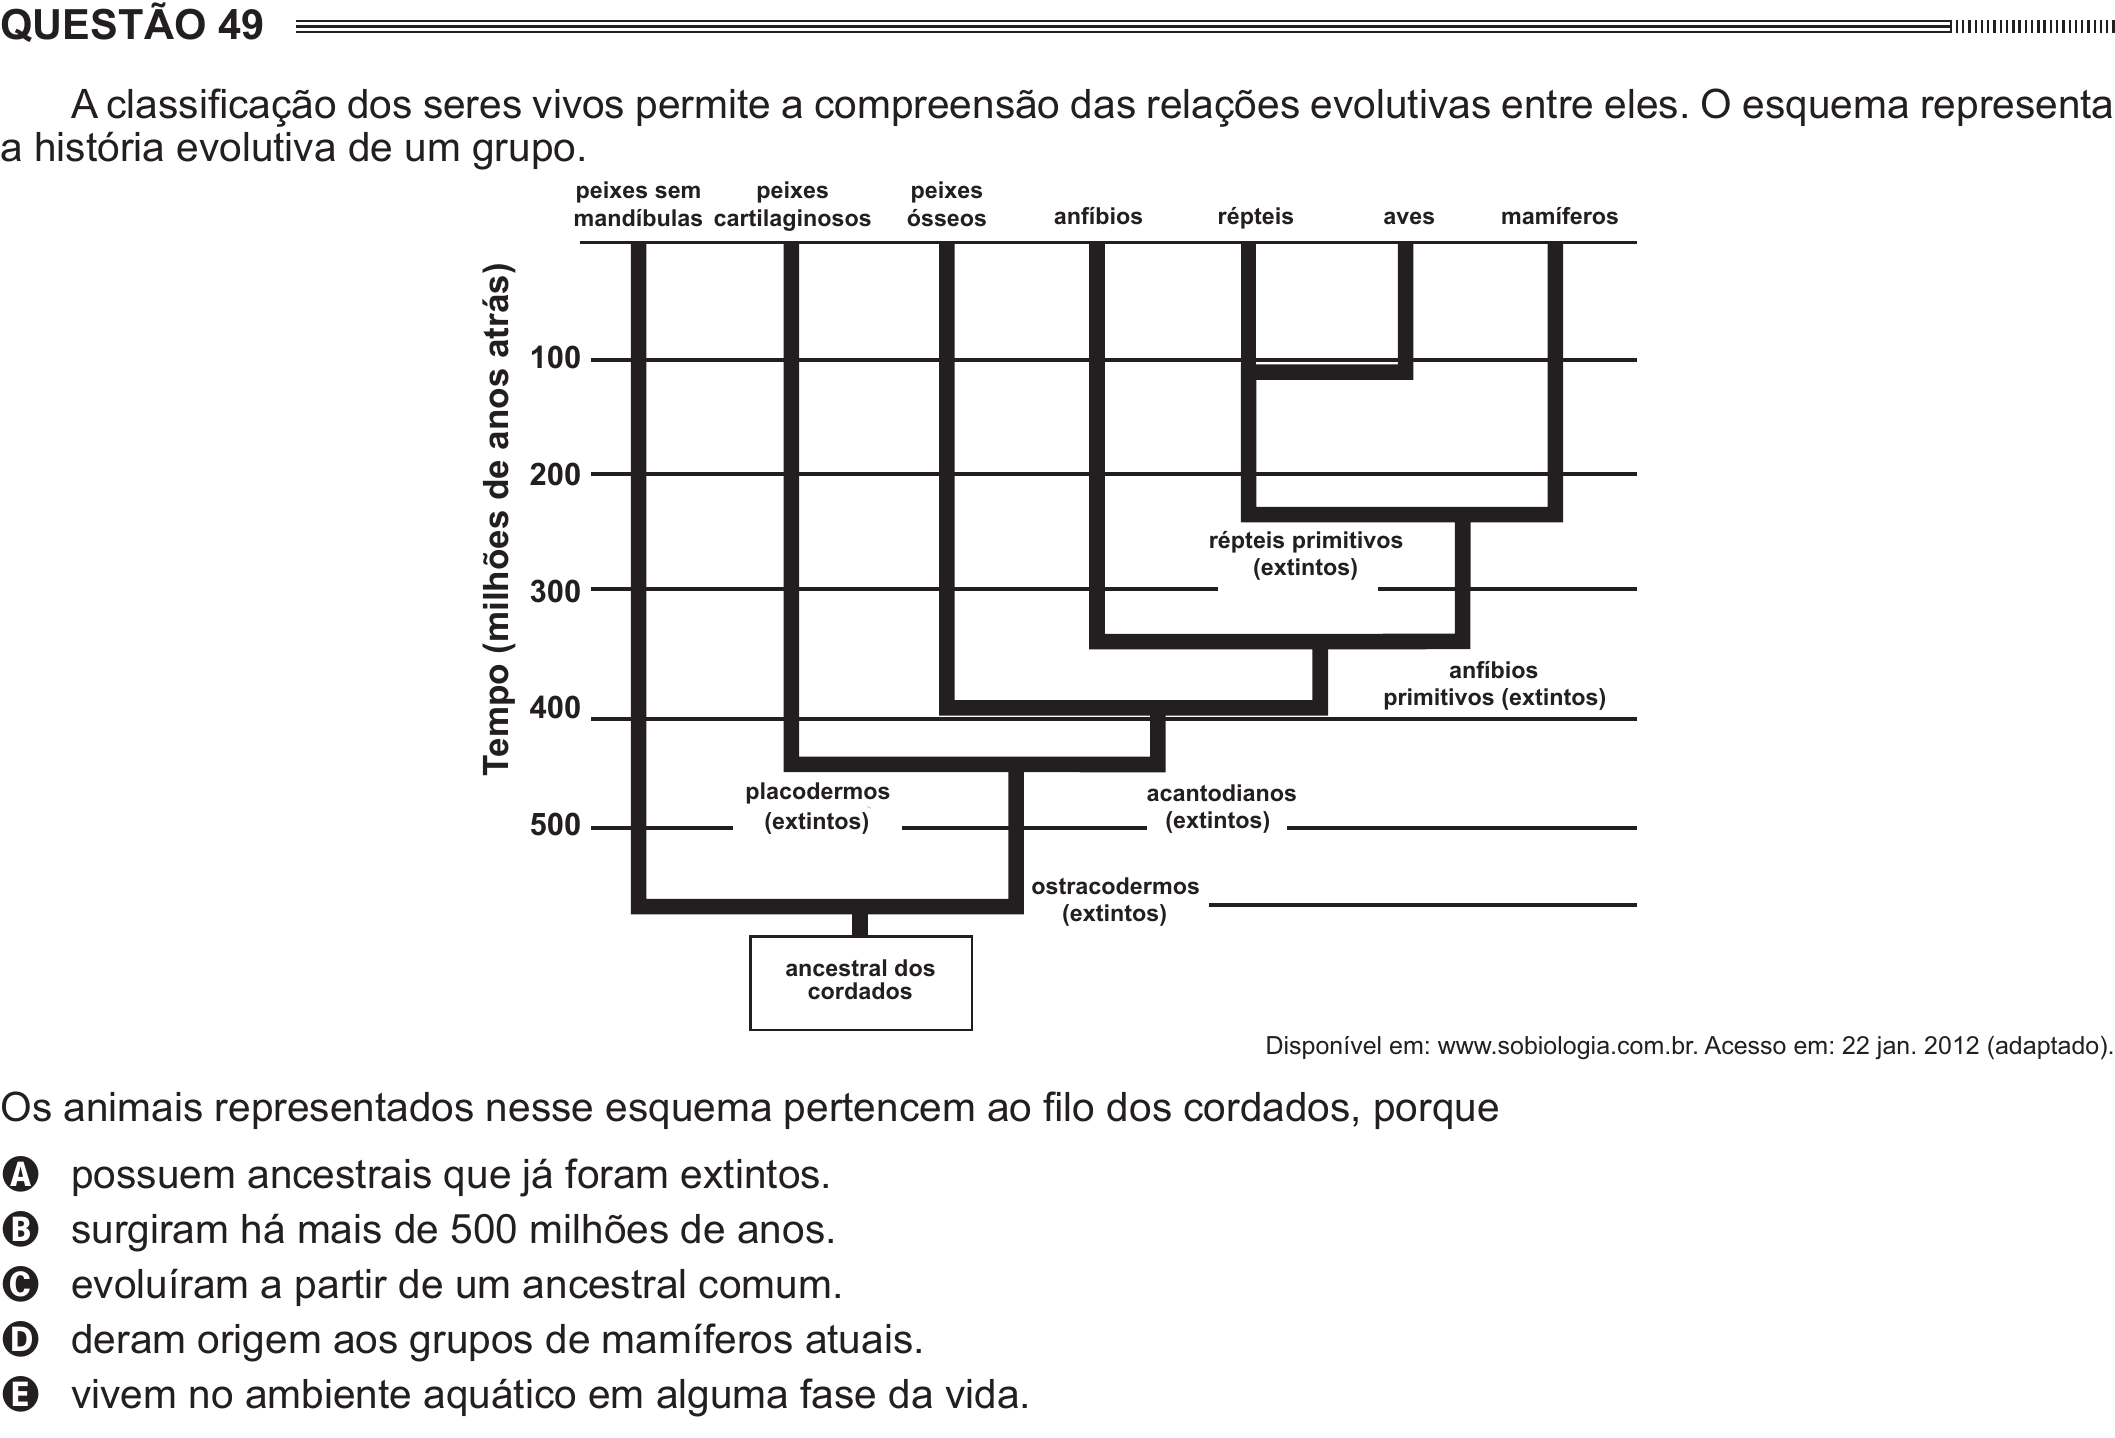 QUESTÃO 49
A classificação dos seres vivos permite a compreensão das relações evolutivas entre eles. O esquema representa
a história evolutiva de um grupo.
peixes sem
mandíbulas
peixes
cartilaginosos
peixes
ósseos
anfíbios
répteis
aves
mamíferos
Tempo (milhões de anos atrás)
100
200
300
400
500
répteis primitivos
(extintos)
anfíbios
primitivos (extintos)
placodermos
(extintos)
acantodianos
(extintos)
ostracodermos
(extintos)
ancestral dos
cordados
Disponível em: www.sobiologia.com.br. Acesso em: 22 jan. 2012 (adaptado).
Os animais representados nesse esquema pertencem ao filo dos cordados, porque
A possuem ancestrais que já foram extintos.
B surgiram há mais de 500 milhões de anos.
C evoluíram a partir de um ancestral comum.
D deram origem aos grupos de mamíferos atuais.
E vivem no ambiente aquático em alguma fase da vida.